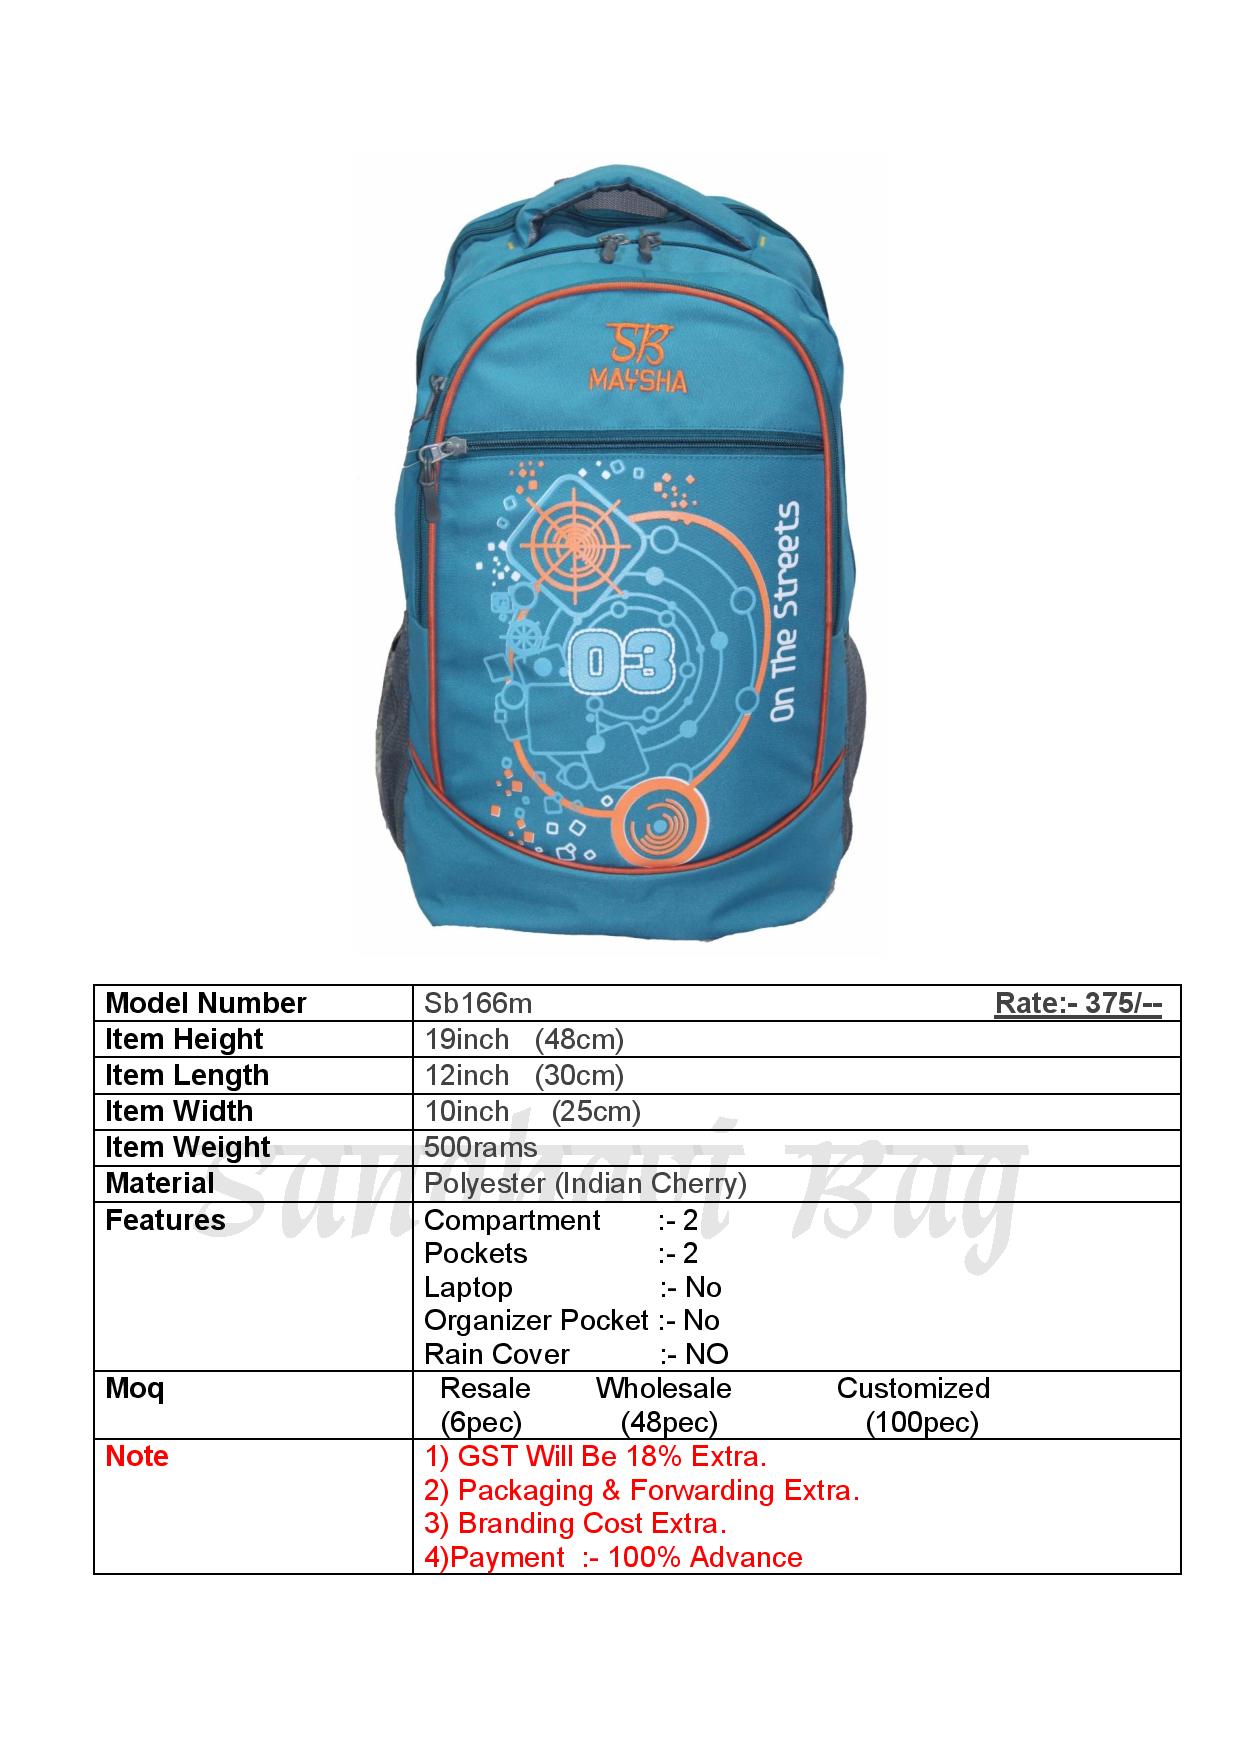 SB
MAYSHA
On The Streets
03
Model Number Sb166m Rate:- 375/--
Item Height 19inch (48cm)
Item Length 12inch (30cm)
Item Width 10inch (25cm)
Item Weight 500rams
Material Polyester (Indian Cherry)
Features Compartment :- 2
Pockets :- 2
Laptop :- No
Organizer Pocket :- No
Rain Cover :- NO
Moq Resale Wholesale Customized
(6pec) (48pec) (100pec)
Note 1) GST Will Be 18% Extra.
2) Packaging & Forwarding Extra.
3) Branding Cost Extra.
4)Payment :- 100% Advance
Bag